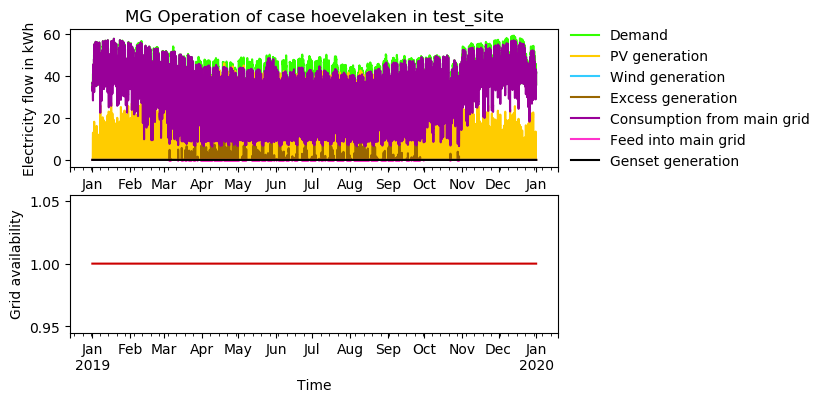 MG Operation of case hoevelaken in test_site
Electricity flow in kWh
60
40
20
0
Jan Feb Mar Apr May Jun Jul Aug Sep Oct Nov Dec Jan
Demand
PV generation
Wind generation
Excess generation
Consumption from main grid
Feed into main grid
Genset generation
Grid availability
1.05
1.00
0.95
Jan Feb Mar Apr May Jun Jul Aug Sep Oct Nov Dec Jan
2019 2020
Time